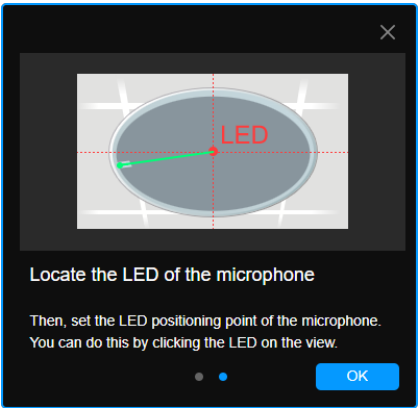 LED
Locate the LED of the microphone
Then, set the LED positioning point of the microphone.
You can do this by clicking the LED on the view.
OK